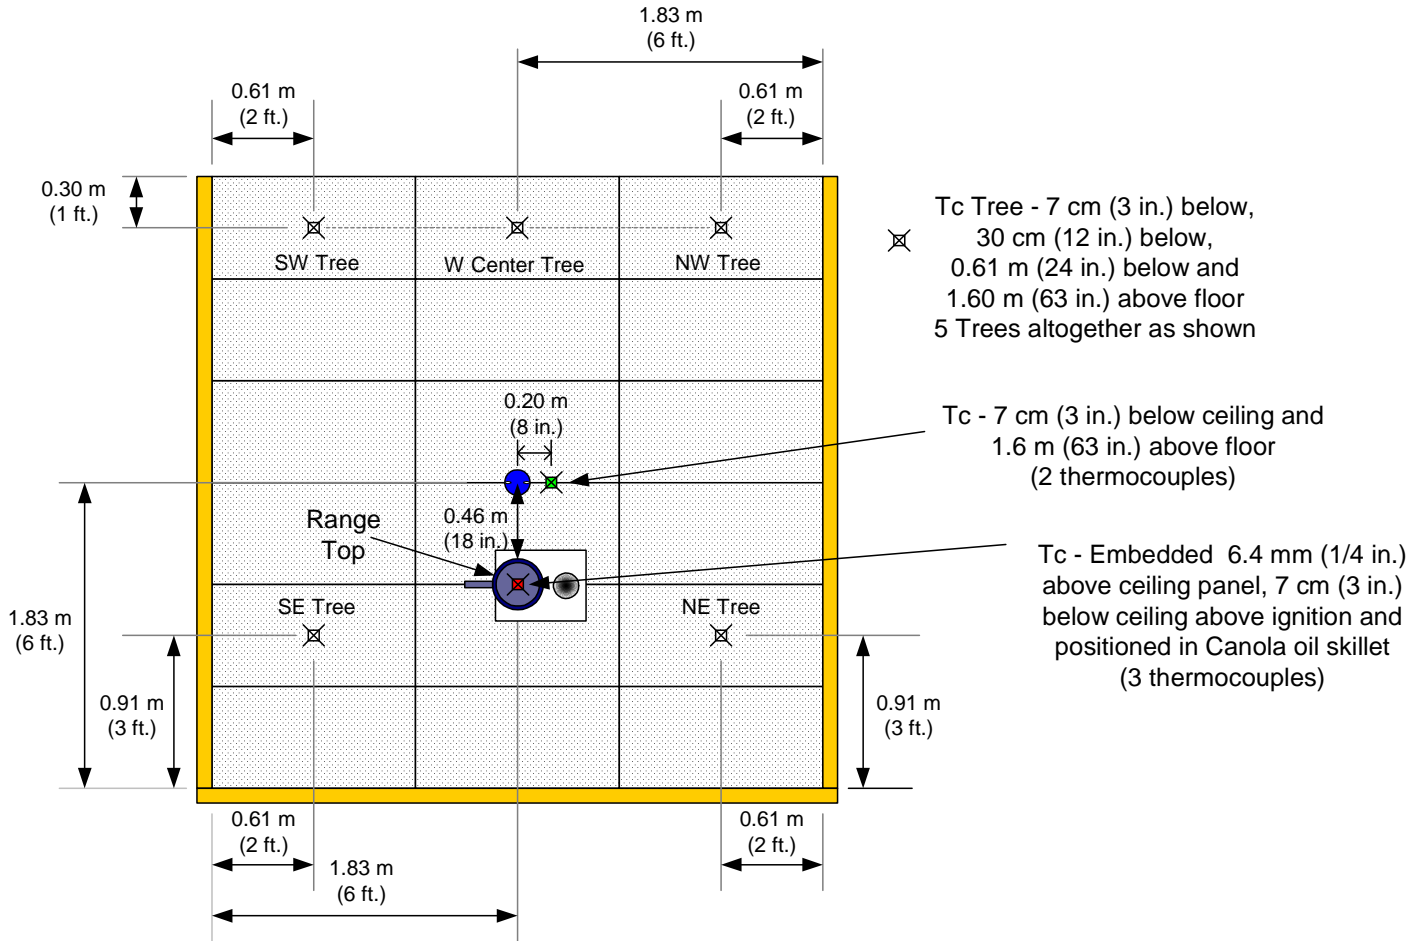 1.83 m
(6 ft.)
0.61 m
(2 ft.)
0.61 m
(2 ft.)
0.30 m
(1 ft.)
SW Tree
W Center Tree
NW Tree
Tc Tree - 7 cm (3 in.) below,
30 cm (12 in.) below,
0.61 m (24 in.) below and
1.60 m (63 in.) above floor
5 Trees altogether as shown
0.20 m
(8 in.)
Tc - 7 cm (3 in.) below ceiling and
1.6 m (63 in.) above floor
(2 thermocouples)
Range
Top
0.46 m
(18 in.)
Tc - Embedded 6.4 mm (1/4 in.)
above ceiling panel, 7 cm (3 in.)
below ceiling above ignition and
positioned in Canola oil skillet
(3 thermocouples)
SE Tree
NE Tree
1.83 m
(6 ft.)
0.91 m
(3 ft.)
0.91 m
(3 ft.)
0.61 m
(2 ft.)
0.61 m
(2 ft.)
1.83 m
(6 ft.)